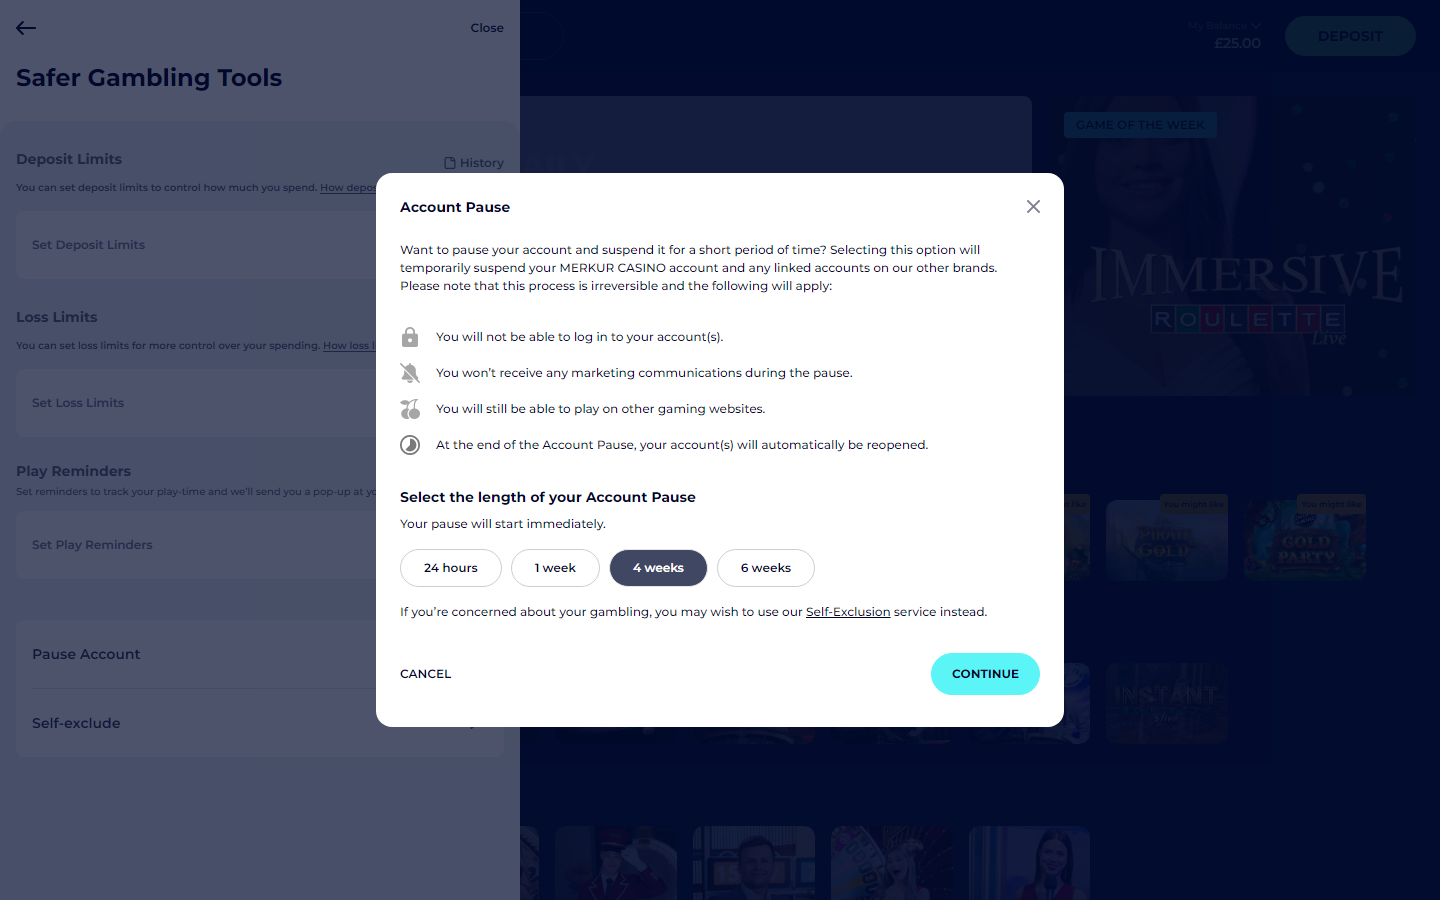 Close
Safer Gambling Tools
My Balance
£25.00
DEPOSIT
GAME OF THE WEEK
IMMERSIVE
ROULETTE
Live
Deposit Limits
History
You can set deposit limits to control how much you spend. How depos
Set Deposit Limits
Loss Limits
You can set loss limits for more control over your spending. How loss l
Set Loss Limits
Play Reminders
Set reminders to track your play-time and we'll send you a pop-up at yo
Set Play Reminders
Pause Account
Self-exclude
Account Pause
Want to pause your account and suspend it for a short period of time? Selecting this option will
temporarily suspend your MERKUR CASINO account and any linked accounts on our other brands.
Please note that this process is irreversible and the following will apply:
You will not be able to log in to your account(s).
You won't receive any marketing communications during the pause.
You will still be able to play on other gaming websites.
At the end of the Account Pause, your account(s) will automatically be reopened.
Select the length of your Account Pause
Your pause will start immediately.
24 hours
1 week
4 weeks
6 weeks
If you're concerned about your gambling, you may wish to use our Self-Exclusion service instead.
CANCEL
CONTINUE
like
You might like
You might like
PIRATE
GOLD
GOLD
PARTY
INSTANT